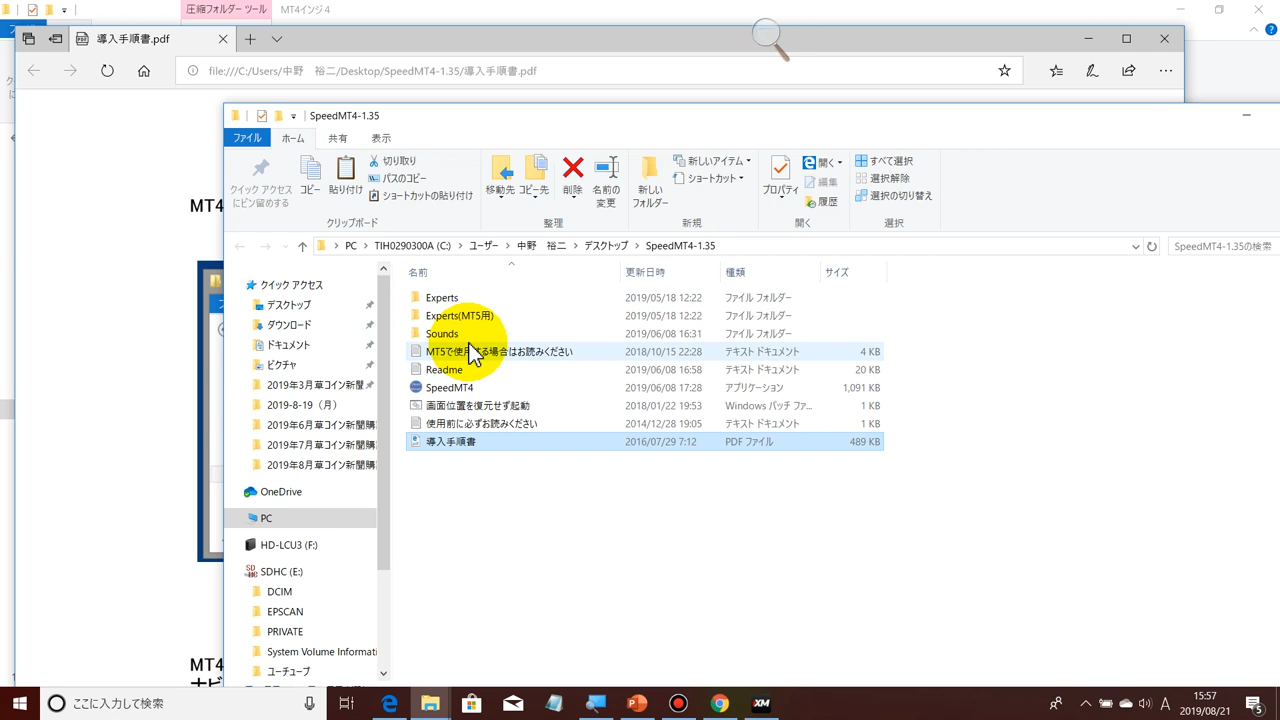 圧縮フォルダー ツール
MT4インジ 4
導入手順書.pdf
file:///C:/Users/中野　裕二/Desktop/SpeedMT4-1.35/導入手順書.pdf
SpeedMT4-1.35
ファイル
ホーム
共有
表示
クイック アクセス
にピン留めする
コピー
貼り付け
切り取り
パスのコピー
ショートカットの貼り付け
クリップボード
移動先
コピー先
削除
名前の
変更
整理
新しい
フォルダー
新しいアイテム
ショートカット
新規
プロパティ
開く
編集
履歴
開く
すべて選択
選択解除
選択の切り替え
選択
PC
TIH0290300A (C:)
ユーザー
中野　裕二
デスクトップ
SpeedMT4-1.35
SpeedMT4-1.35の検索
名前
更新日時
種類
サイズ
Experts 2019/05/18 12:22 ファイル フォルダー
Experts(MT5用) 2019/05/18 12:22 ファイル フォルダー
Sounds 2019/06/08 16:31 ファイル フォルダー
MT5で使用する場合はお読みください 2018/10/15 22:28 テキスト ドキュメント 4 KB
Readme 2019/06/08 16:58 テキスト ドキュメント 20 KB
SpeedMT4 2019/06/08 17:28 アプリケーション 1,091 KB
画面位置を復元せず起動 2018/01/22 19:53 Windows バッチ ファ... 1 KB
使用前に必ずお読みください 2014/12/28 19:05 テキスト ドキュメント 1 KB
導入手順書 2016/07/29 7:12 PDF ファイル 489 KB
クイック アクセス
デスクトップ
ダウンロード
ドキュメント
ピクチャ
2019年3月草コイン新聞
2019-8-19（月）
2019年6月草コイン新聞購
2019年7月草コイン新聞購
2019年8月草コイン新聞購
OneDrive
PC
HD-LCU3 (F:)
SDHC (E:)
DCIM
EPSCAN
PRIVATE
System Volume Informati
ユーチューブ
MT4
MT4
ナビ
ここに入力して検索
XM
A
15:57
2019/08/21
5